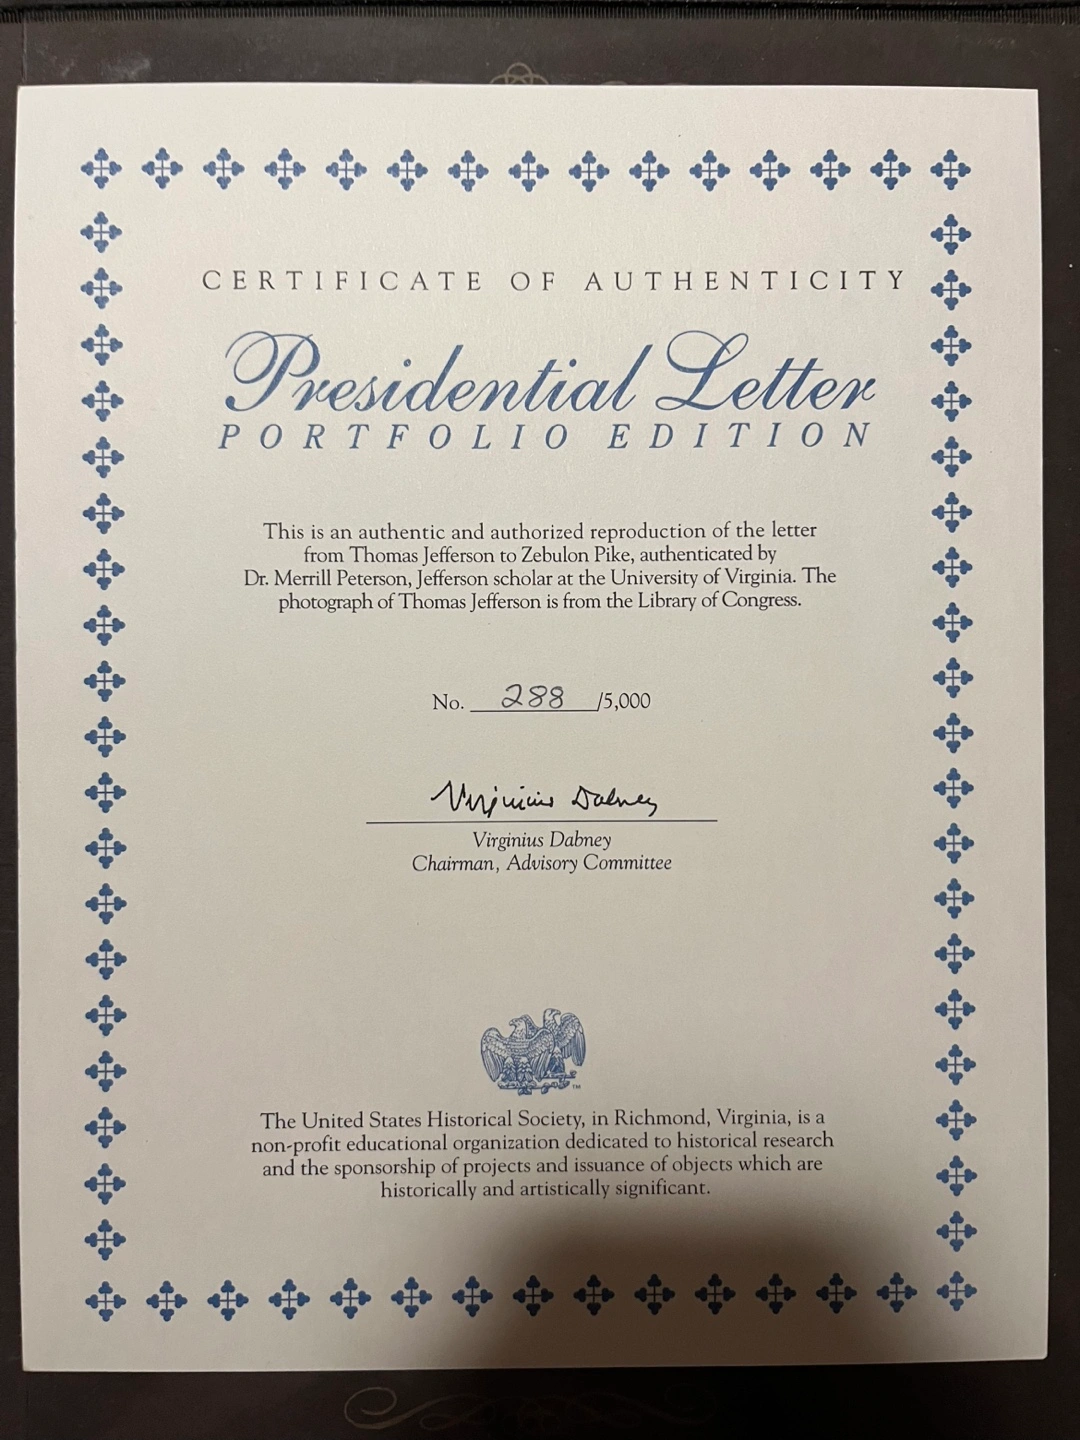 CERTIFICATE OF AUTHENTICITY
Presidential Letter
PORTFOLIO EDITION
This is an authentic and authorized reproduction of the letter
from Thomas Jefferson to Zebulon Pike, authenticated by
Dr. Merrill Peterson, Jefferson scholar at the University of Virginia. The
photograph of Thomas Jefferson is from the Library of Congress.
No. 288 /5,000
Virginius Dabney
Virginius Dabney
Chairman, Advisory Committee
TM
The United States Historical Society, in Richmond, Virginia, is a
non-profit educational organization dedicated to historical research
and the sponsorship of projects and issuance of objects which are
historically and artistically significant.